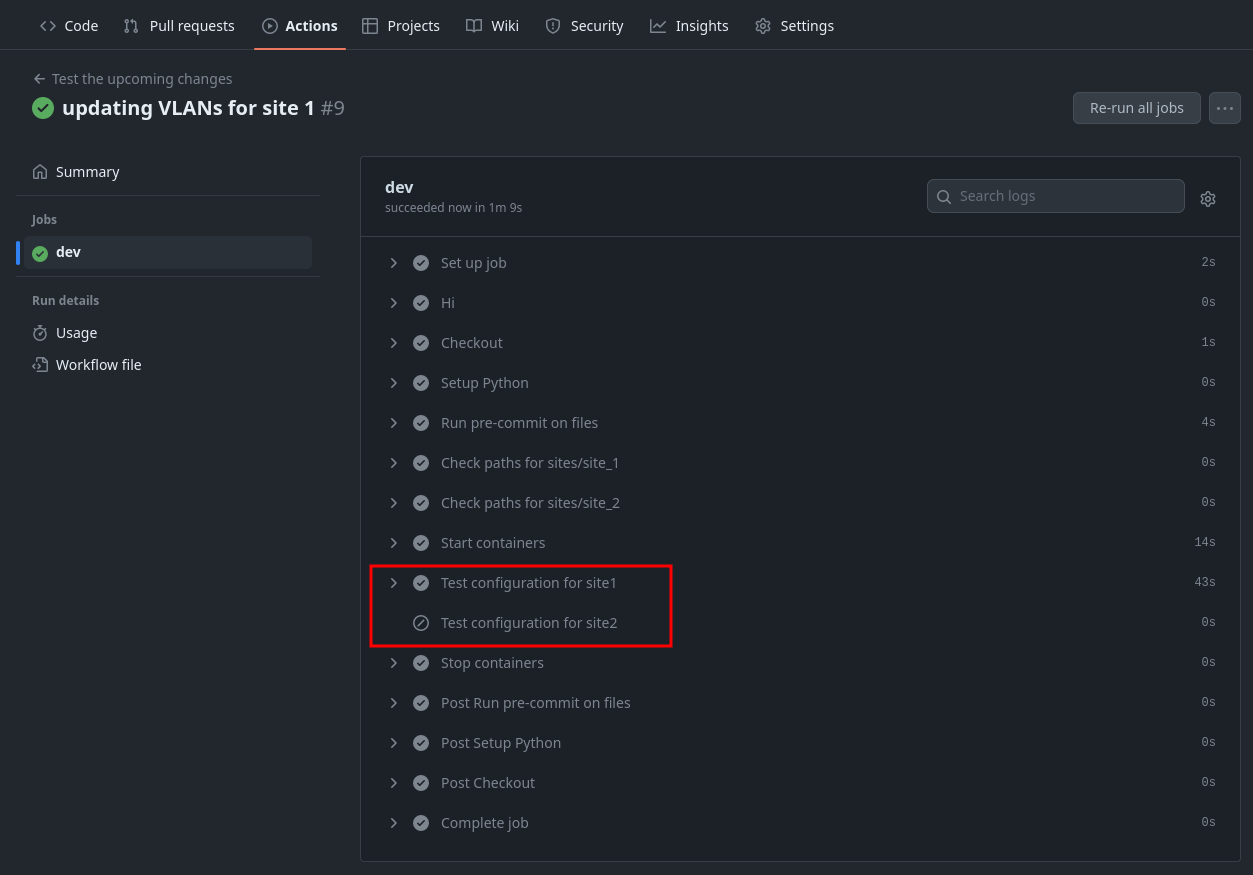 Code Pull requests Actions Projects Wiki Security Insights Settings
Test the upcoming changes
updating VLANs for site 1 #9
Re-run all jobs
Summary
Jobs
dev
Run details
Usage
Workflow file
dev
succeeded now in 1m 9s
Search logs
Set up job 2s
Hi 0s
Checkout 1s
Setup Python 0s
Run pre-commit on files 4s
Check paths for sites/site_1 0s
Check paths for sites/site_2 0s
Start containers 14s
Test configuration for site1 43s
Test configuration for site2 0s
Stop containers 0s
Post Run pre-commit on files 0s
Post Setup Python 0s
Post Checkout 0s
Complete job 0s